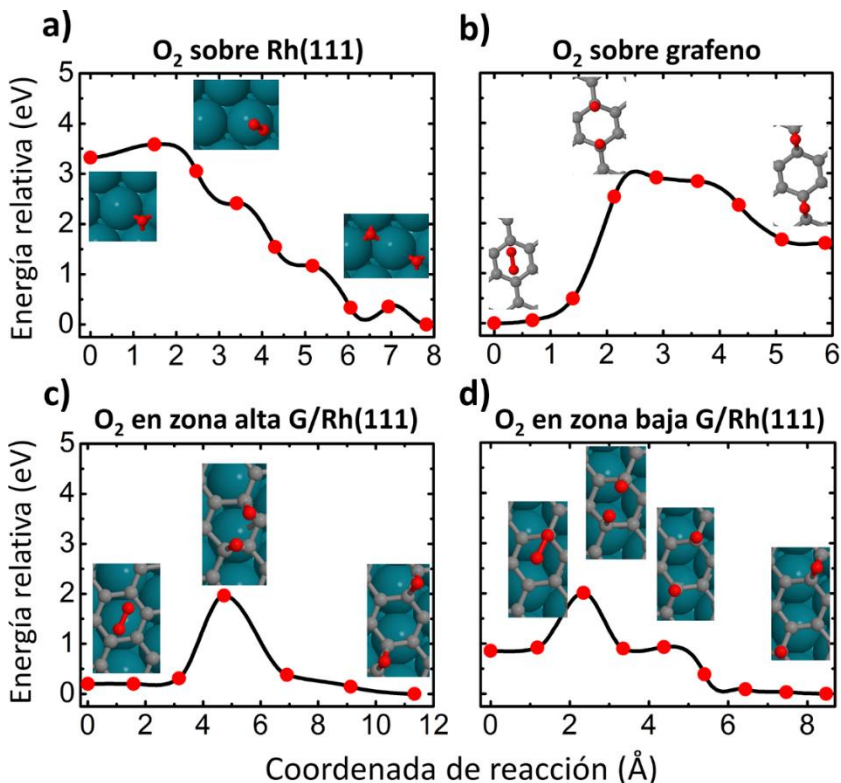 a)
O₂ sobre Rh(111)
Energía relativa (eV)
5
4
3
2
1
0
0 1 2 3 4 5 6 7 8
b)
O₂ sobre grafeno
0 1 2 3 4 5 6
c)
O₂ en zona alta G/Rh(111)
Energía relativa (eV)
5
4
3
2
1
0
0 2 4 6 8 10 12
d)
O₂ en zona baja G/Rh(111)
0 2 4 6 8
Coordenada de reacción (Å)